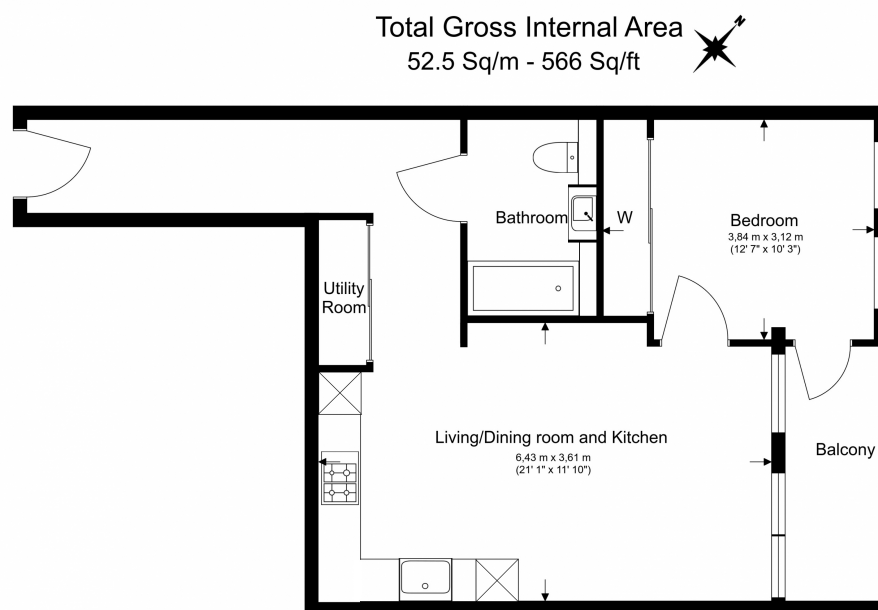 Total Gross Internal Area
52.5 Sq/m - 566 Sq/ft
N
Bathroom
W
Bedroom
3,84 m x 3,12 m
(12' 7" x 10' 3")
Utility
Room
Living/Dining room and Kitchen
6,43 m x 3,61 m
(21' 1" x 11' 10")
Balcony